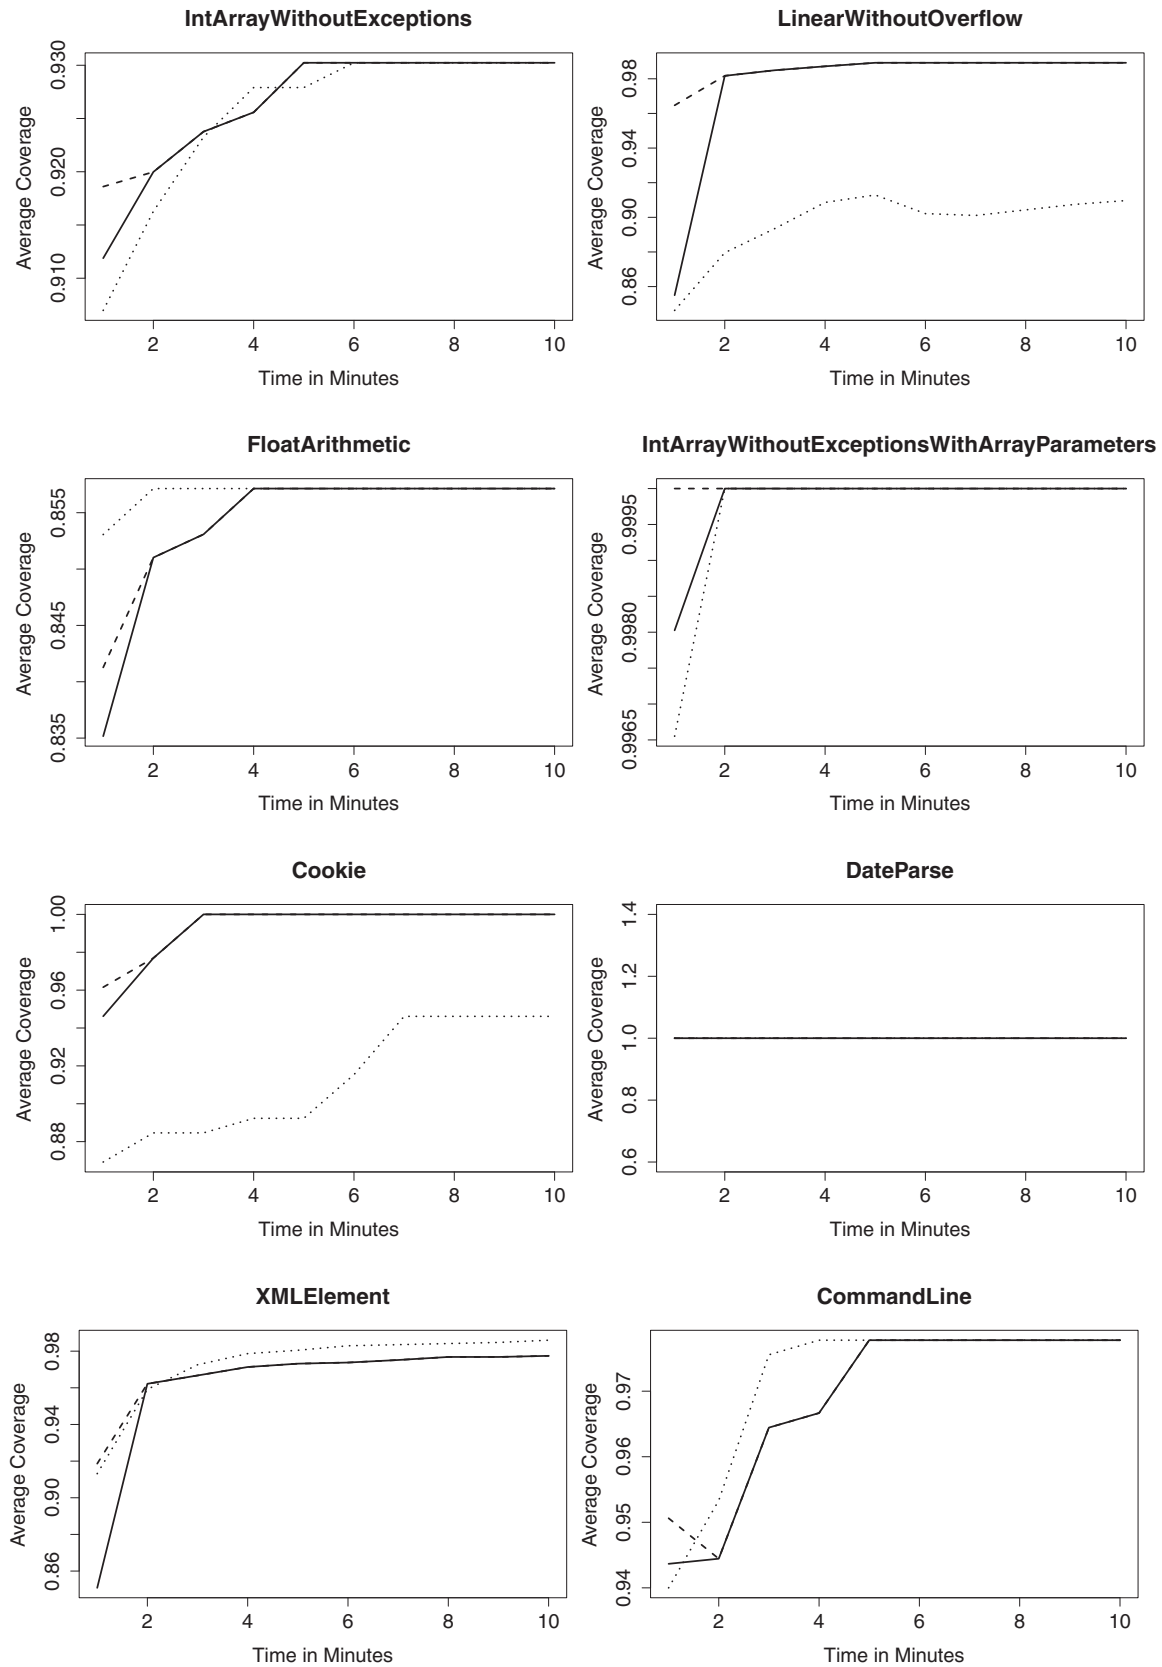 IntArrayWithoutExceptions
Average Coverage
0.910 0.920 0.930
2 4 6 8 10
Time in Minutes
LinearWithoutOverflow
Average Coverage
0.86 0.90 0.94 0.98
2 4 6 8 10
Time in Minutes
FloatArithmetic
Average Coverage
0.835 0.845 0.855
2 4 6 8 10
Time in Minutes
IntArrayWithoutExceptionsWithArrayParameters
Average Coverage
0.9965 0.9980 0.9995
2 4 6 8 10
Time in Minutes
Cookie
Average Coverage
0.88 0.92 0.96 1.00
2 4 6 8 10
Time in Minutes
DateParse
Average Coverage
0.6 0.8 1.0 1.2 1.4
2 4 6 8 10
Time in Minutes
XMLElement
Average Coverage
0.86 0.90 0.94 0.98
2 4 6 8 10
Time in Minutes
CommandLine
Average Coverage
0.94 0.95 0.96 0.97
2 4 6 8 10
Time in Minutes